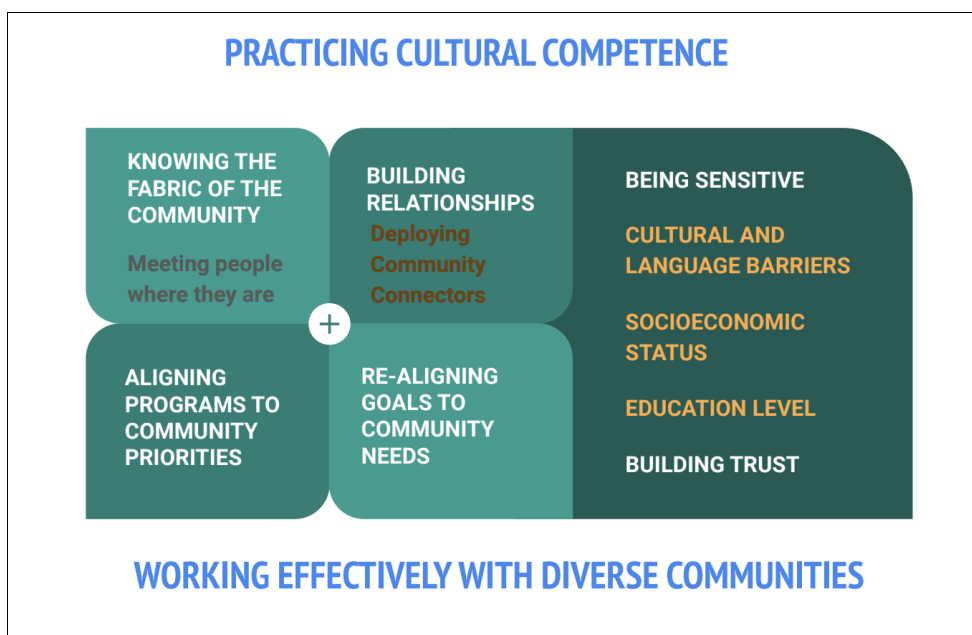 PRACTICING CULTURAL COMPETENCE
KNOWING THE
FABRIC OF THE
COMMUNITY
Meeting people
where they are
BUILDING
RELATIONSHIPS
Deploying
Community
Connectors
ALIGNING
PROGRAMS TO
COMMUNITY
PRIORITIES
RE-ALIGNING
GOALS TO
COMMUNITY
NEEDS
+
BEING SENSITIVE
CULTURAL AND
LANGUAGE BARRIERS
SOCIOECONOMIC
STATUS
EDUCATION LEVEL
BUILDING TRUST
WORKING EFFECTIVELY WITH DIVERSE COMMUNITIES